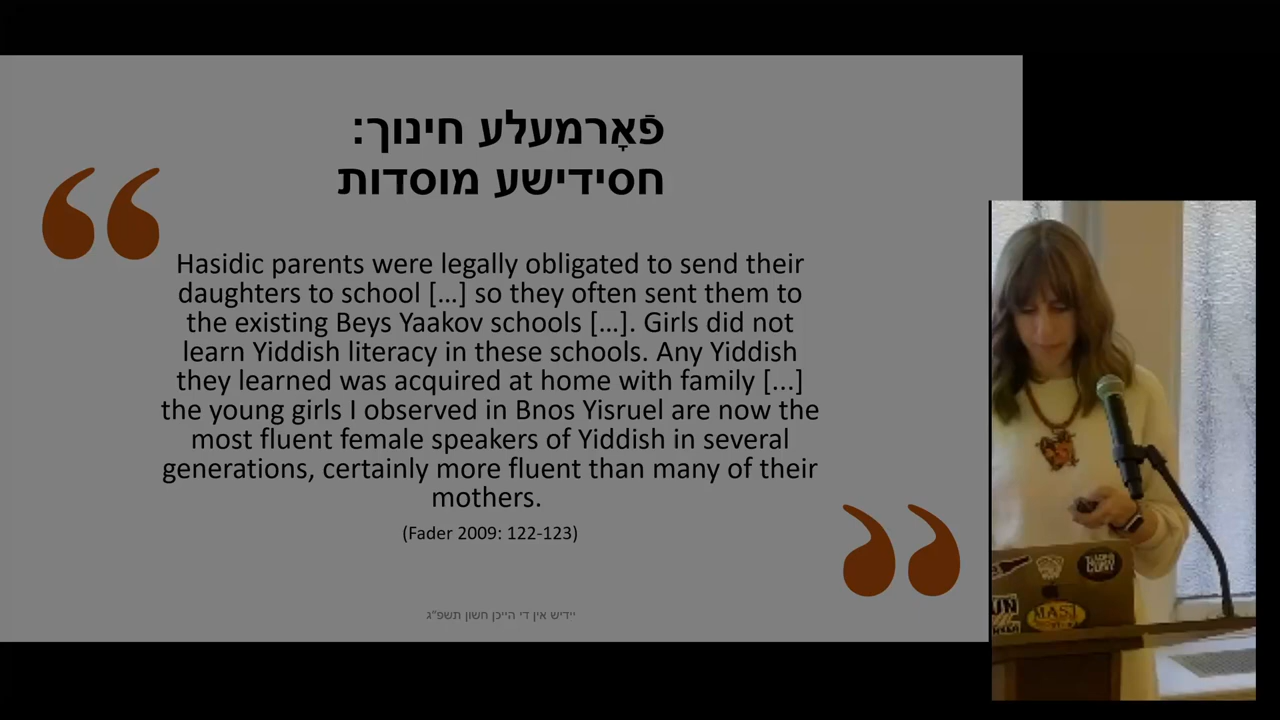 פֿאָרמעלע חינוך:
חסידישע מוסדות
Hasidic parents were legally obligated to send their
daughters to school […] so they often sent them to
the existing Beys Yaakov schools […]. Girls did not
learn Yiddish literacy in these schools. Any Yiddish
they learned was acquired at home with family [...]
the young girls I observed in Bnos Yisruel are now the
most fluent female speakers of Yiddish in several
generations, certainly more fluent than many of their
mothers.
(Fader 2009: 122-123)
יידיש אין די הייכן חשון תשפ"ג
MASJ